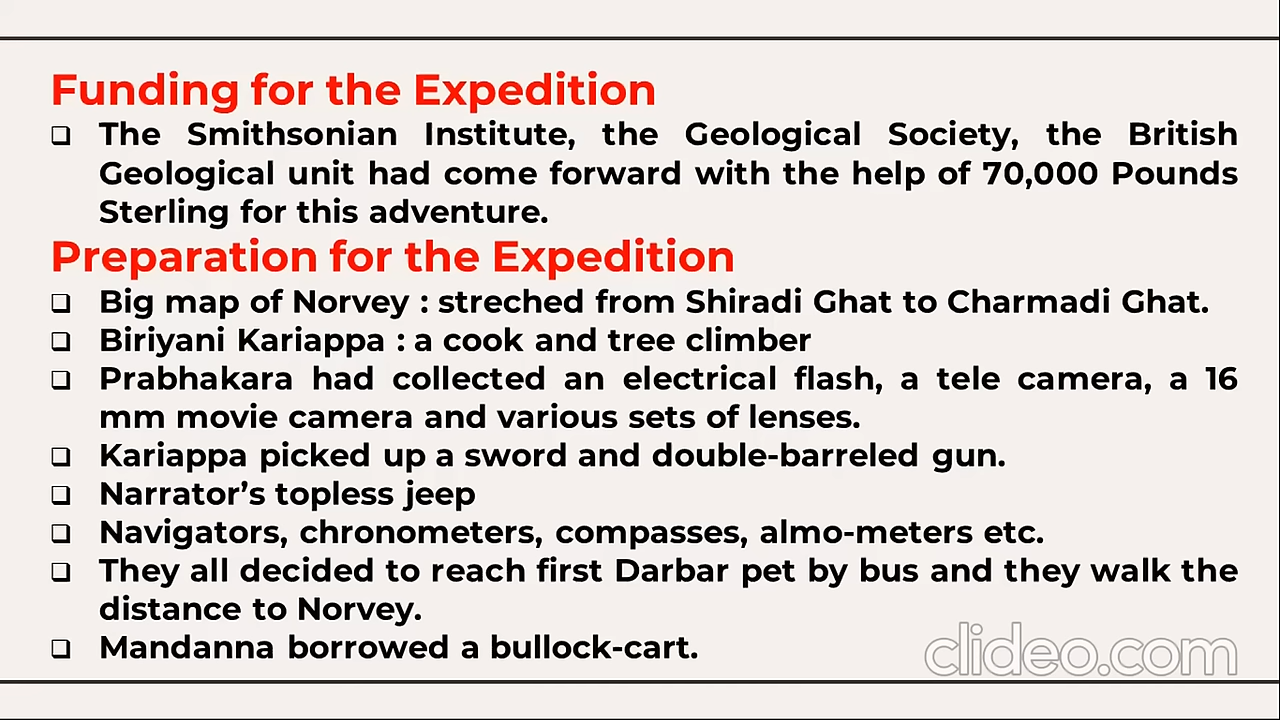 Funding for the Expedition
❑ The Smithsonian Institute, the Geological Society, the British
Geological unit had come forward with the help of 70,000 Pounds
Sterling for this adventure.
Preparation for the Expedition
❑ Big map of Norvey : streched from Shiradi Ghat to Charmadi Ghat.
❑ Biriyani Kariappa : a cook and tree climber
❑ Prabhakara had collected an electrical flash, a tele camera, a 16
mm movie camera and various sets of lenses.
❑ Kariappa picked up a sword and double-barreled gun.
❑ Narrator’s topless jeep
❑ Navigators, chronometers, compasses, almo-meters etc.
❑ They all decided to reach first Darbar pet by bus and they walk the
distance to Norvey.
❑ Mandanna borrowed a bullock-cart.
clideo.com